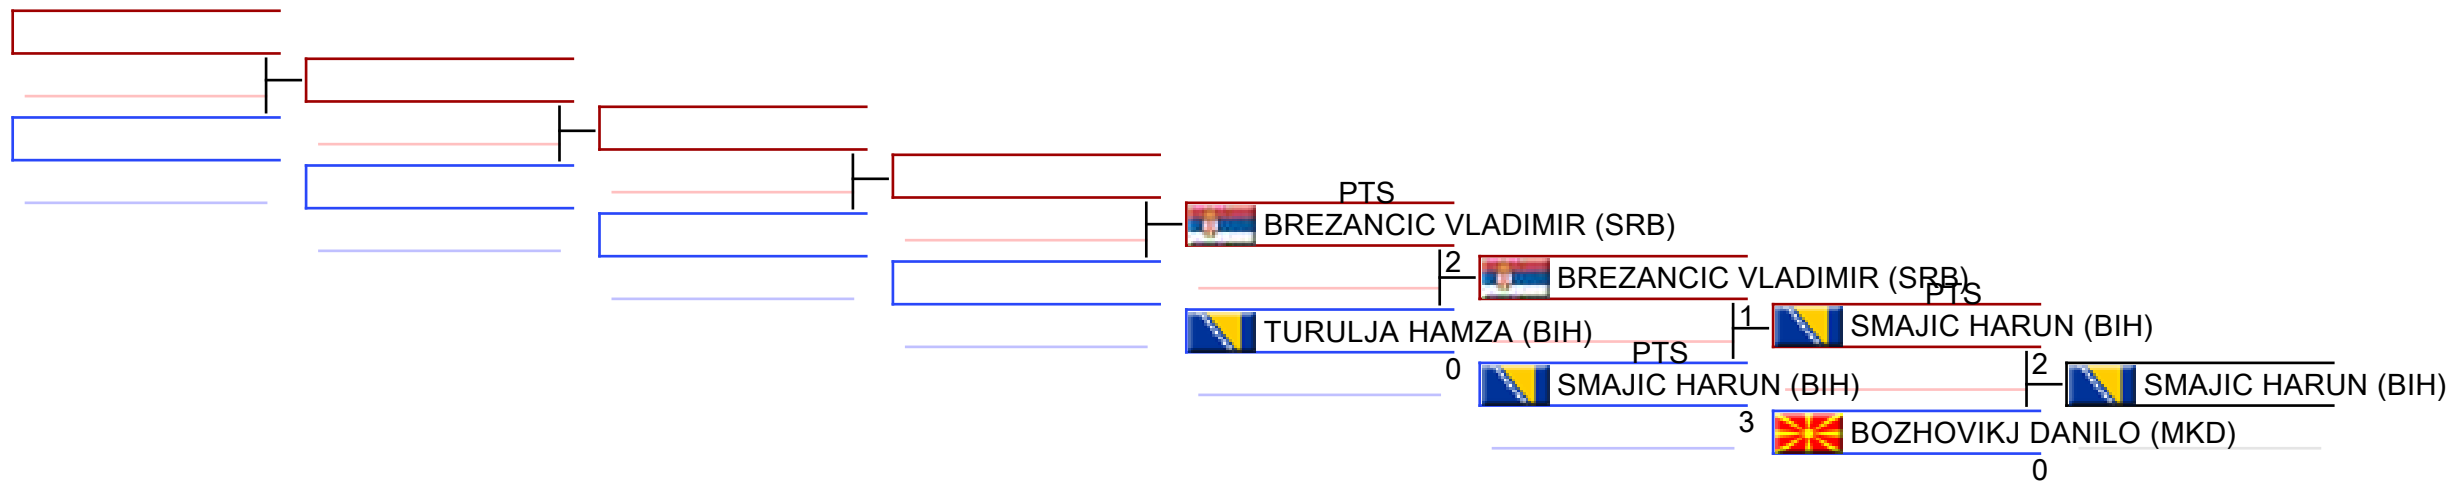 PTS
BREZANCIC VLADIMIR (SRB)
2
BREZANCIC VLADIMIR (SRB)
PTS
TURULJA HAMZA (BIH)
1
SMAJIC HARUN (BIH)
PTS
0
SMAJIC HARUN (BIH)
2
SMAJIC HARUN (BIH)
3
BOZHOVIKJ DANILO (MKD)
0